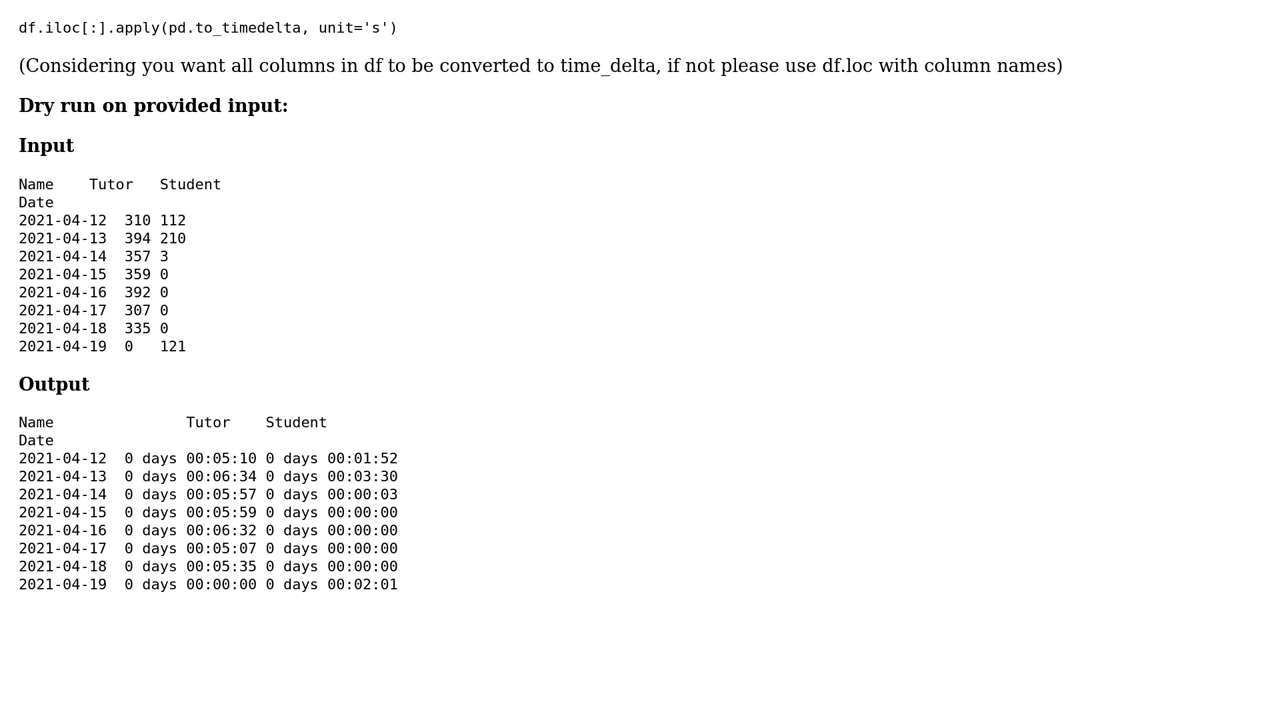 df.iloc[:].apply(pd.to_timedelta, unit='s')
(Considering you want all columns in df to be converted to time_delta, if not please use df.loc with column names)
Dry run on provided input:
Input
Name    Tutor   Student
Date
2021-04-12  310 112
2021-04-13  394 210
2021-04-14  357 3
2021-04-15  359 0
2021-04-16  392 0
2021-04-17  307 0
2021-04-18  335 0
2021-04-19  0   121
Output
Name               Tutor    Student
Date
2021-04-12  0 days 00:05:10 0 days 00:01:52
2021-04-13  0 days 00:06:34 0 days 00:03:30
2021-04-14  0 days 00:05:57 0 days 00:00:03
2021-04-15  0 days 00:05:59 0 days 00:00:00
2021-04-16  0 days 00:06:32 0 days 00:00:00
2021-04-17  0 days 00:05:07 0 days 00:00:00
2021-04-18  0 days 00:05:35 0 days 00:00:00
2021-04-19  0 days 00:00:00 0 days 00:02:01